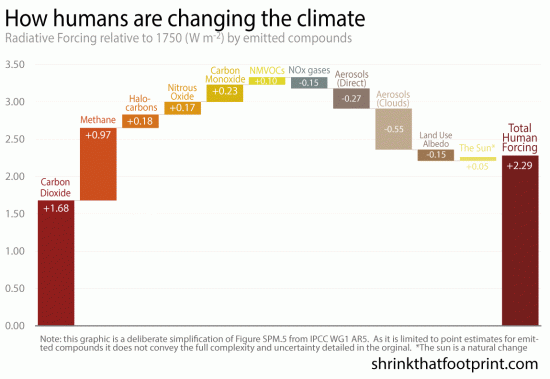 How humans are changing the climate
Radiative Forcing relative to 1750 (W m-2) by emitted compounds
3.50
3.00
2.50
2.00
1.50
1.00
0.50
0.00
Carbon
Dioxide
+1.68
Methane
+0.97
Halo-
carbons
+0.18
Nitrous
Oxide
+0.17
Carbon
Monoxide
+0.23
NMVOCs
+0.10
NOx gases
-0.15
Aerosols
(Direct)
-0.27
Aerosols
(Clouds)
-0.55
Land Use
Albedo
-0.15
The Sun*
+0.05
Total
Human
Forcing
+2.29
Note: this graphic is a deliberate simplification of Figure SPM.5 from IPCC WG1 AR5. As it is limited to point estimates for emit-
ted compounds it does not convey the full complexity and uncertainty detailed in the orginal. *The sun is a natural change
shrinkthatfootprint.com